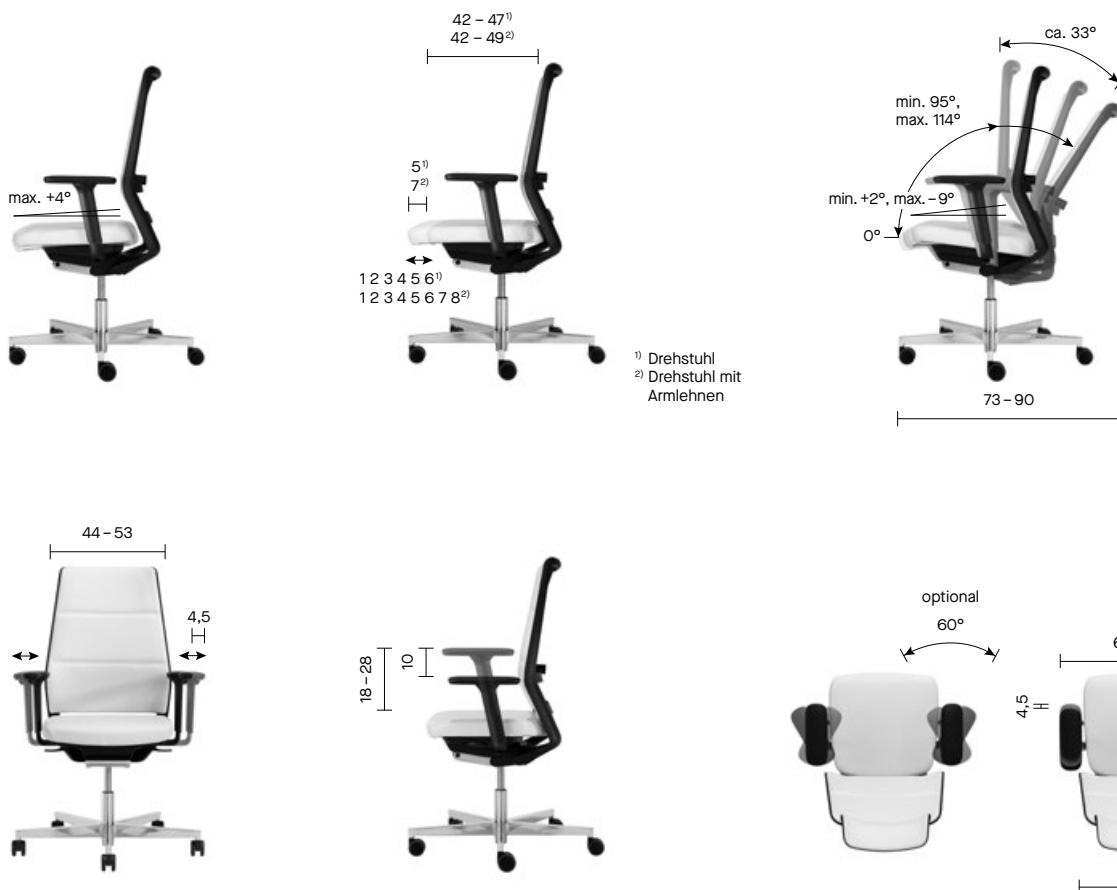 max. +4°
42 – 47¹⁾
42 – 49²⁾
5¹⁾
7²⁾
1 2 3 4 5 6¹⁾
1 2 3 4 5 6 7 8²⁾
¹⁾ Drehstuhl
²⁾ Drehstuhl mit
Armlehnen
ca. 33°
min. 95°,
max. 114°
min. +2°, max. – 9°
0°
73 – 90
44 – 53
4,5
18 – 28
10
optional
60°
4,5